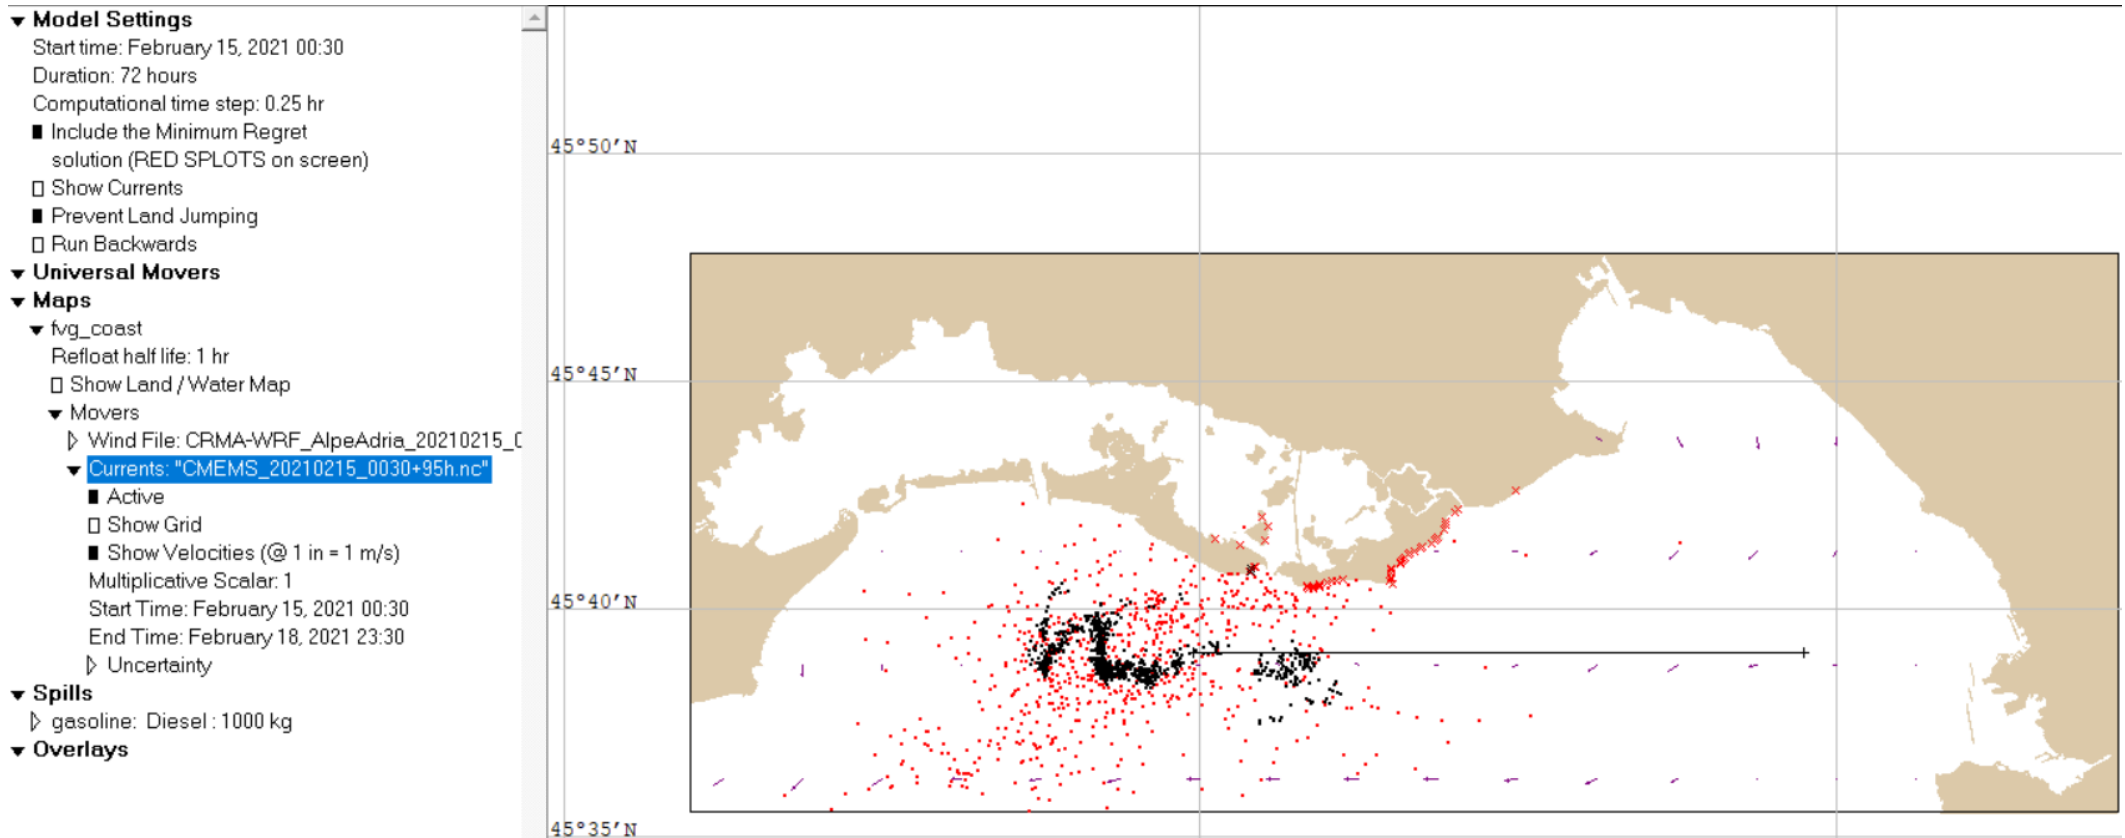 Model Settings
Start time: February 15, 2021 00:30
Duration: 72 hours
Computational time step: 0.25 hr
Include the Minimum Regret
solution (RED SPLOTS on screen)
Show Currents
Prevent Land Jumping
Run Backwards
Universal Movers
Maps
fvg_coast
Refloat half life: 1 hr
Show Land / Water Map
Movers
Wind File: CRMA-WRF_AlpeAdria_20210215_0
Currents: "CMEMS_20210215_0030+95h.nc"
Active
Show Grid
Show Velocities (@ 1 in = 1 m/s)
Multiplicative Scalar: 1
Start Time: February 15, 2021 00:30
End Time: February 18, 2021 23:30
Uncertainty
Spills
gasoline: Diesel : 1000 kg
Overlays
45°50'N
45°45'N
45°40'N
45°35'N